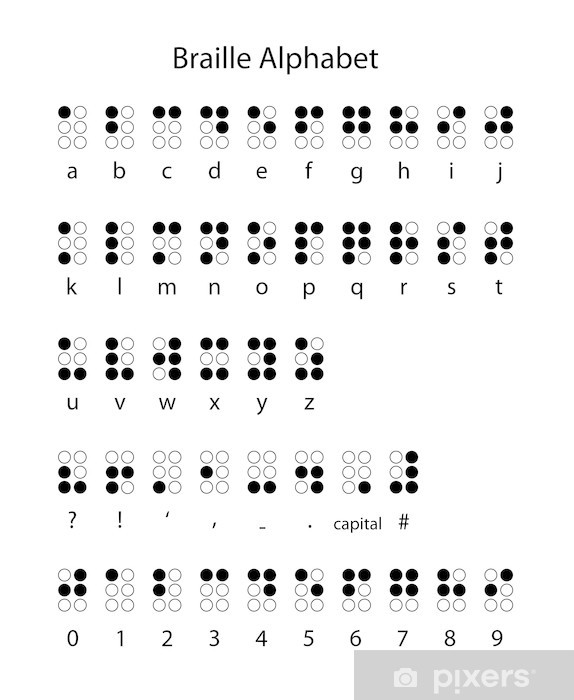 Braille Alphabet
a b c d e f g h i j
k l m n o p q r s t
u v w x y z
? ! ‘ , - . capital #
0 1 2 3 4 5 6 7 8 9
pixers